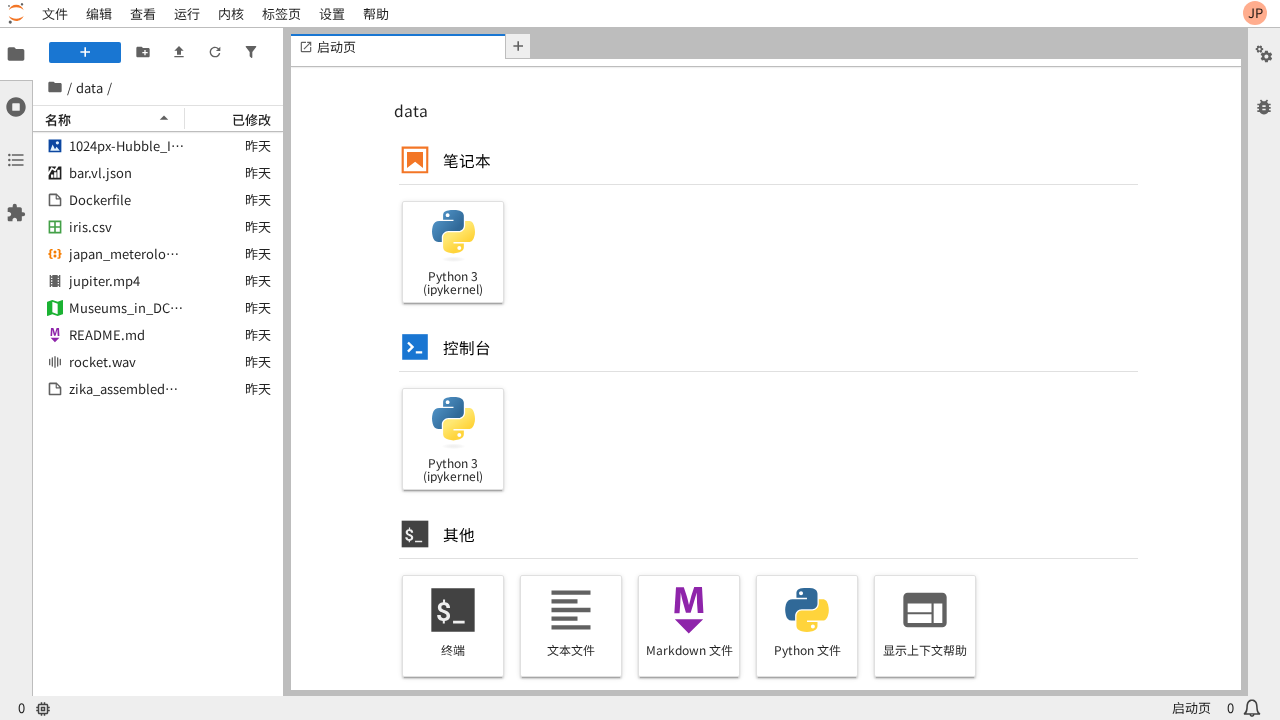 文件 编辑 查看 运行 内核 标签页 设置 帮助 JP
启动页
/ data /
名称 已修改
1024px-Hubble_I… 昨天
bar.vl.json 昨天
Dockerfile 昨天
iris.csv 昨天
japan_meterolo… 昨天
jupiter.mp4 昨天
Museums_in_DC… 昨天
README.md 昨天
rocket.wav 昨天
zika_assembled… 昨天
data
笔记本
Python 3
(ipykernel)
控制台
Python 3
(ipykernel)
其他
$_
终端 文本文件 Markdown 文件 Python 文件 显示上下文帮助
0 启动页 0